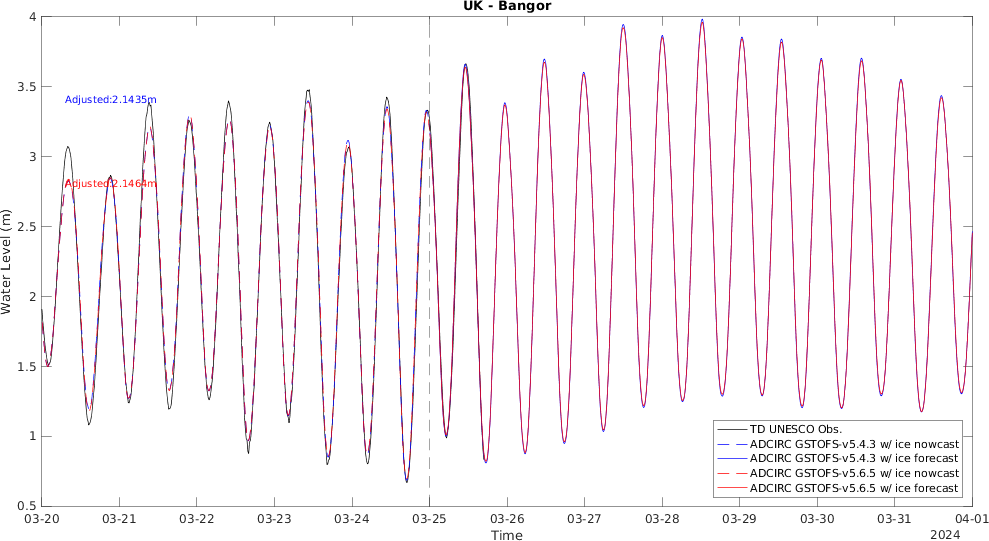 UK - Bangor
4
3.5
3
2.5
2
1.5
1
0.5
Water Level (m)
Adjusted:2.1435m
Adjusted:2.1464m
TD UNESCO Obs.
ADCIRC GSTOFS-v5.4.3 w/ ice nowcast
ADCIRC GSTOFS-v5.4.3 w/ ice forecast
ADCIRC GSTOFS-v5.6.5 w/ ice nowcast
ADCIRC GSTOFS-v5.6.5 w/ ice forecast
03-20 03-21 03-22 03-23 03-24 03-25 03-26 03-27 03-28 03-29 03-30 03-31 04-01
Time
2024